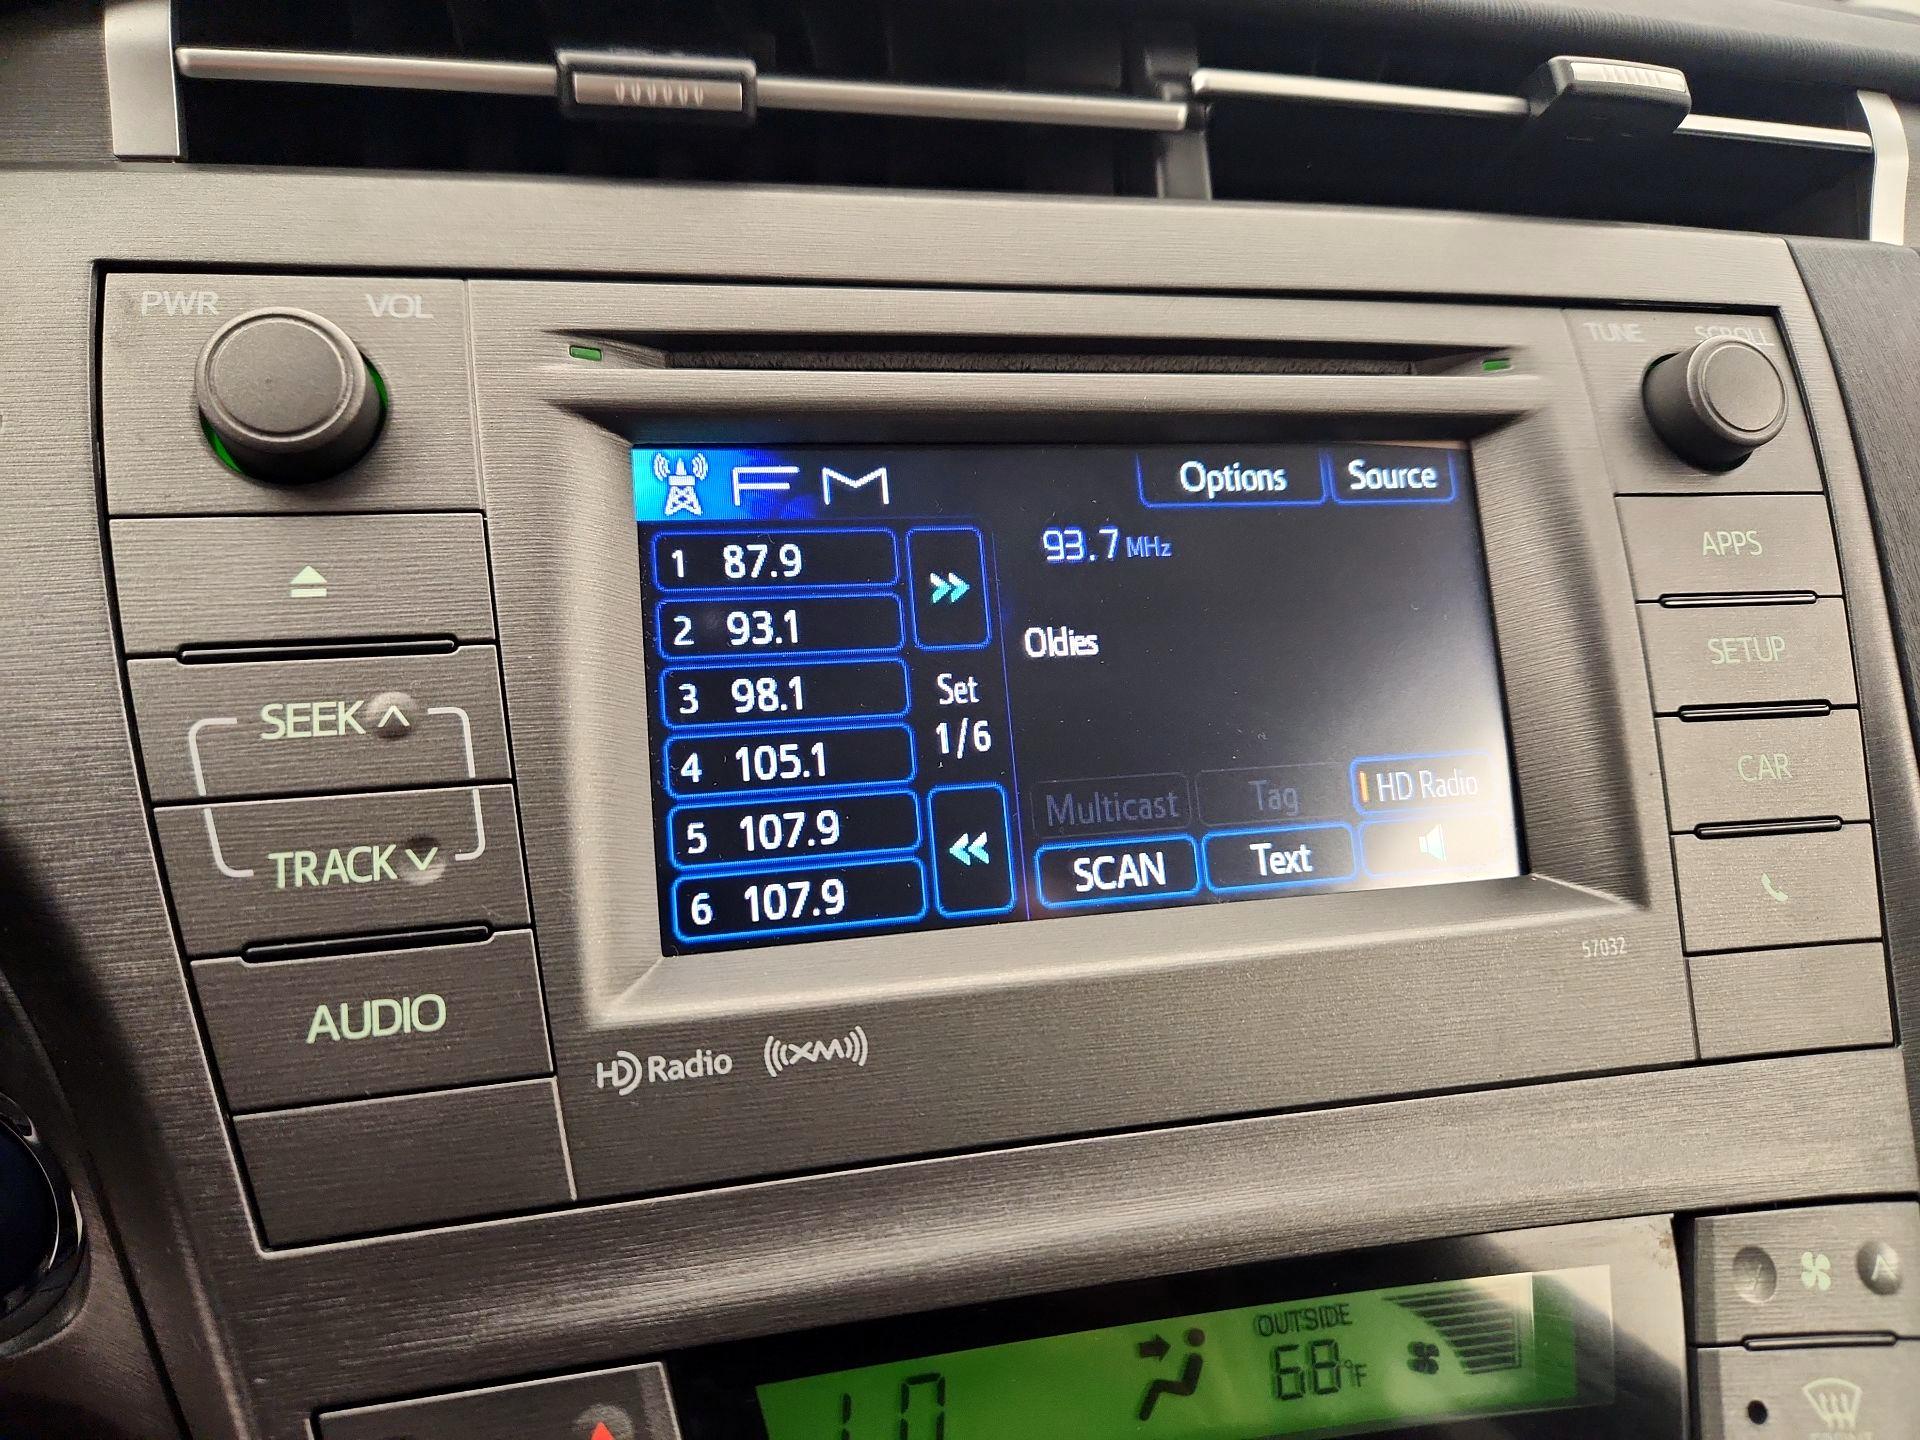 PWR VOL
TUNE SCROLL
FM
Options
Source
1 87.9
2 93.1
3 98.1
4 105.1
5 107.9
6 107.9
Set
1/6
93.7 MHz
Oldies
Multicast
Tag
HD Radio
SCAN
Text
SEEK
TRACK
AUDIO
APPS
SETUP
CAR
57032
HD Radio
XM
OUTSIDE
68°F